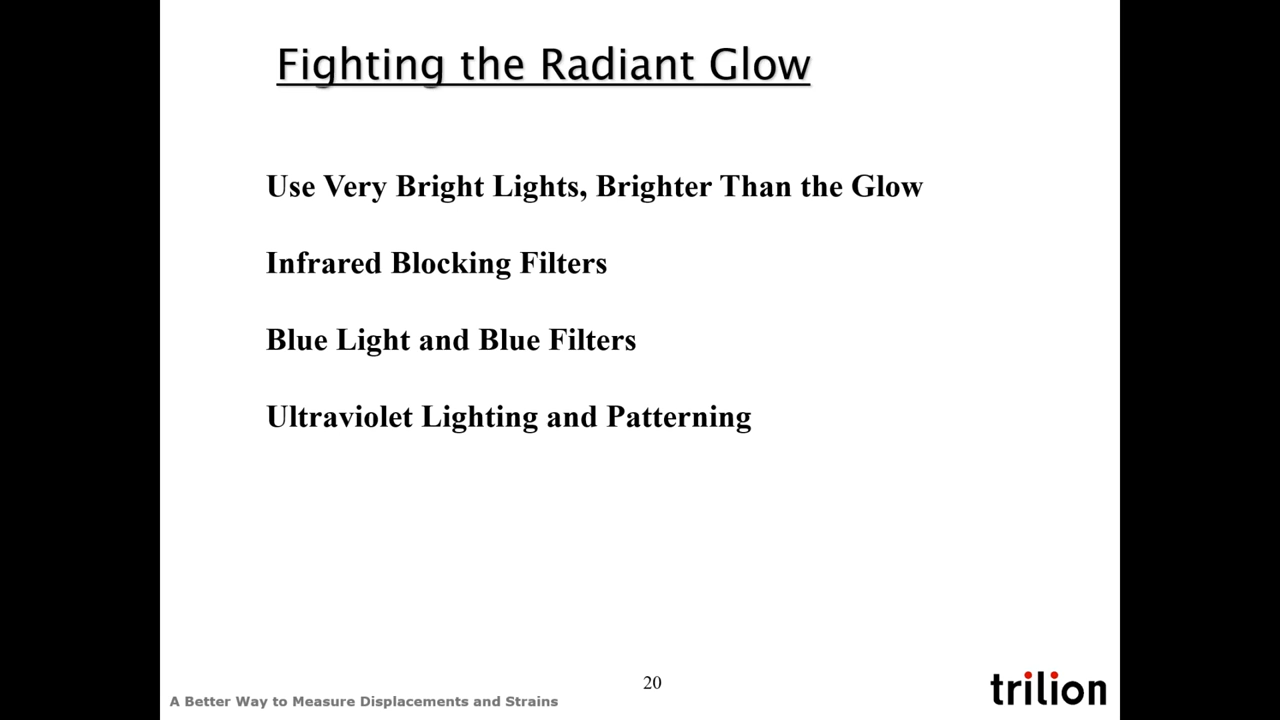 Fighting the Radiant Glow
Use Very Bright Lights, Brighter Than the Glow
Infrared Blocking Filters
Blue Light and Blue Filters
Ultraviolet Lighting and Patterning
20
A Better Way to Measure Displacements and Strains
trilion